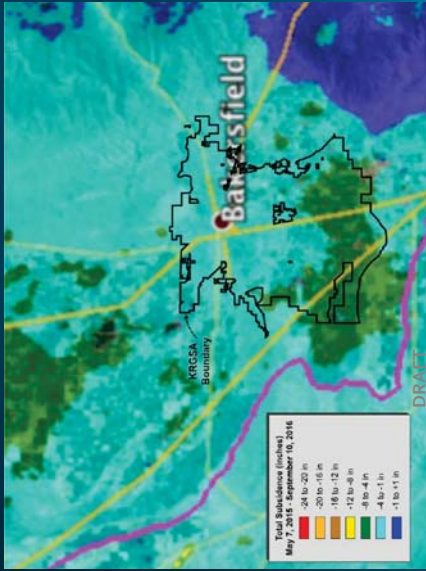 Bakersfield
KRGSA
Boundary
Total Subsidence (inches)
May 7, 2015 - September 10, 2016
-24 to -20 in
-20 to -16 in
-16 to -12 in
-12 to -8 in
-8 to -4 in
-4 to -1 in
-1 to +1 in
DRAFT